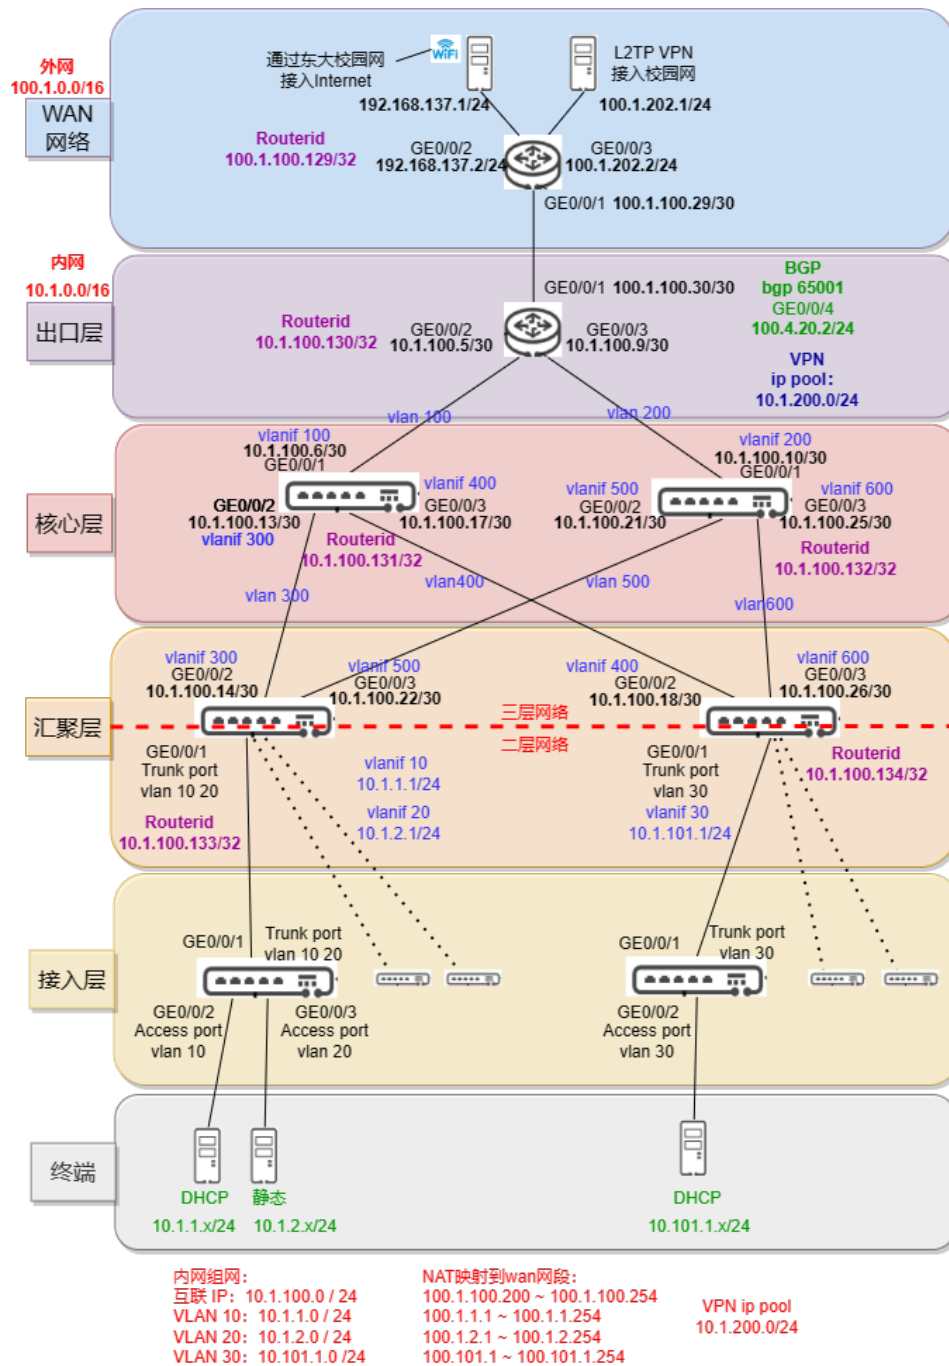 外网
100.1.0.0/16
WAN
网络
通过东大校园网
接入Internet
WiFi
192.168.137.1/24
L2TP VPN
接入校园网
100.1.202.1/24
Routerid
100.1.100.129/32
GE0/0/2
192.168.137.2/24
GE0/0/3
100.1.202.2/24
GE0/0/1 100.1.100.29/30
内网
10.1.0.0/16
出口层
GE0/0/1 100.1.100.30/30
BGP
bgp 65001
GE0/0/4
100.4.20.2/24
Routerid
10.1.100.130/32
GE0/0/2
10.1.100.5/30
GE0/0/3
10.1.100.9/30
VPN
ip pool:
10.1.200.0/24
vlan 100
vlan 200
核心层
vlanif 100
10.1.100.6/30
GE0/0/1
vlanif 400
GE0/0/3
10.1.100.17/30
GE0/0/2
10.1.100.13/30
vlanif 300
Routerid
10.1.100.131/32
vlanif 200
10.1.100.10/30
GE0/0/1
vlanif 500
GE0/0/2
10.1.100.21/30
vlanif 600
GE0/0/3
10.1.100.25/30
Routerid
10.1.100.132/32
vlan 300
vlan400
vlan 500
vlan600
汇聚层
vlanif 300
GE0/0/2
10.1.100.14/30
vlanif 500
GE0/0/3
10.1.100.22/30
vlanif 400
GE0/0/2
10.1.100.18/30
vlanif 600
GE0/0/3
10.1.100.26/30
三层网络
二层网络
GE0/0/1
Trunk port
vlan 10 20
Routerid
10.1.100.133/32
vlanif 10
10.1.1.1/24
vlanif 20
10.1.2.1/24
GE0/0/1
Trunk port
vlan 30
vlanif 30
10.1.101.1/24
Routerid
10.1.100.134/32
接入层
GE0/0/1
Trunk port
vlan 10 20
GE0/0/2
Access port
vlan 10
GE0/0/3
Access port
vlan 20
GE0/0/1
Trunk port
vlan 30
GE0/0/2
Access port
vlan 30
终端
DHCP
10.1.1.x/24
静态
10.1.2.x/24
DHCP
10.101.1.x/24
内网组网:
互联 IP: 10.1.100.0 / 24
VLAN 10: 10.1.1.0 / 24
VLAN 20: 10.1.2.0 / 24
VLAN 30: 10.101.1.0 /24
NAT映射到wan网段:
100.1.100.200 ~ 100.1.100.254
100.1.1.1 ~ 100.1.1.254
100.1.2.1 ~ 100.1.2.254
100.101.1 ~ 100.101.1.254
VPN ip pool
10.1.200.0/24